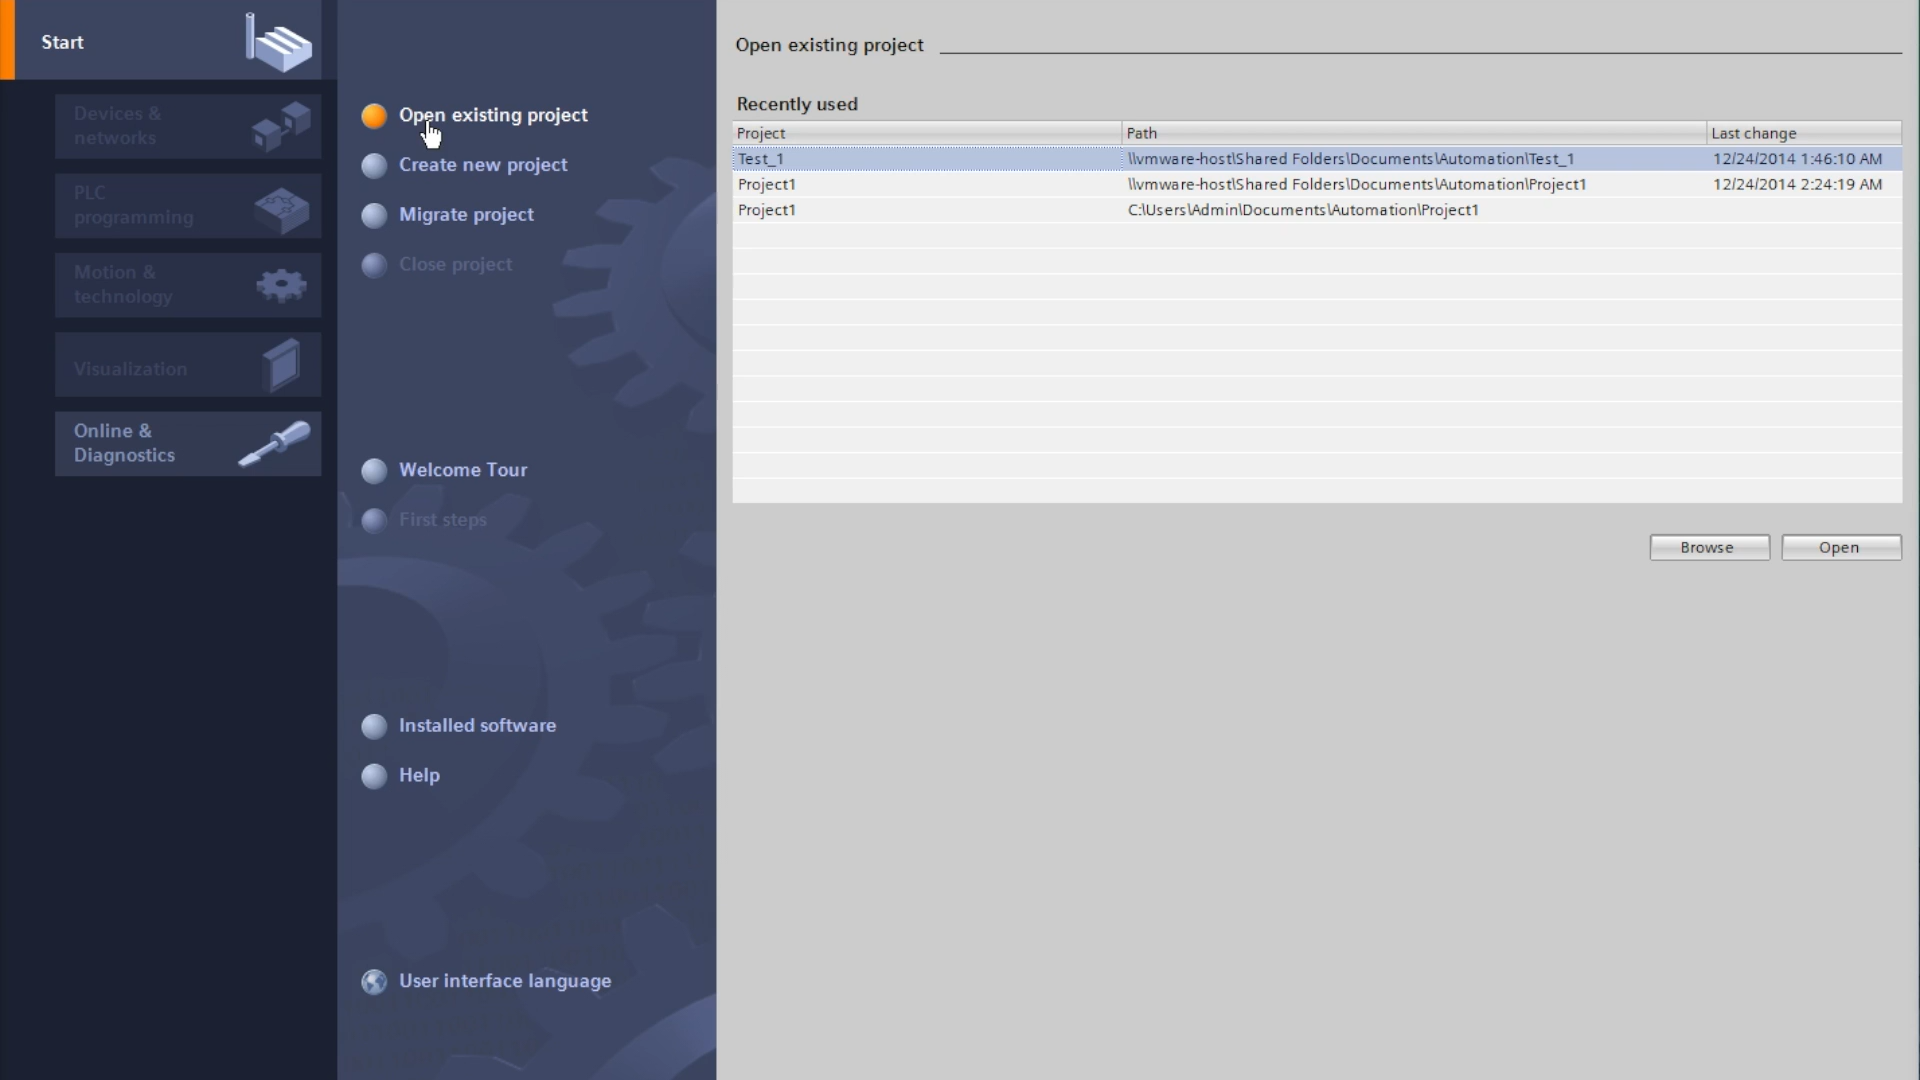 Start
Devices &
networks
PLC
programming
Motion &
technology
Visualization
Online &
Diagnostics
Open existing project
Create new project
Migrate project
Close project
Welcome Tour
First steps
Installed software
Help
User interface language
Open existing project
Recently used
Project Path Last change
Test_1 \\vmware-host\Shared Folders\Documents\Automation\Test_1 12/24/2014 1:46:10 AM
Project1 \\vmware-host\Shared Folders\Documents\Automation\Project1 12/24/2014 2:24:19 AM
Project1 C:\Users\Admin\Documents\Automation\Project1
Browse Open